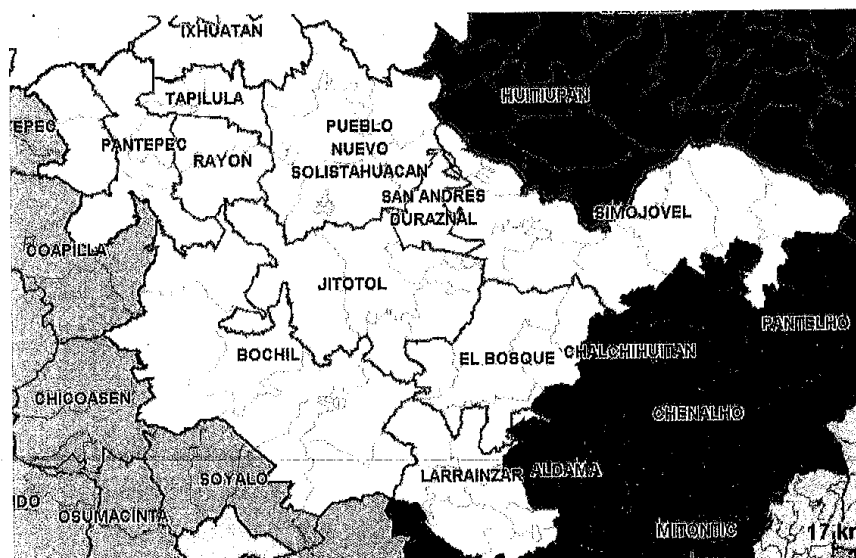 IXHUATAN
HUITIUPAN
TAPILULA
TEPEC
PANTEPEC
RAYON
PUEBLO
NUEVO
SOLISTAHUACAN
SAN ANDRES
DURAZNAL
SIMOJOVEL
COAPILLA
JITOTOL
PANTELHO
BOCHIL
EL BOSQUE
CHALCHIHUITAN
CHICOASEN
CHENALHO
SOYALO
LARRAINZAR
ALDAMA
OSUMACINTA
MITONTIC
17 km